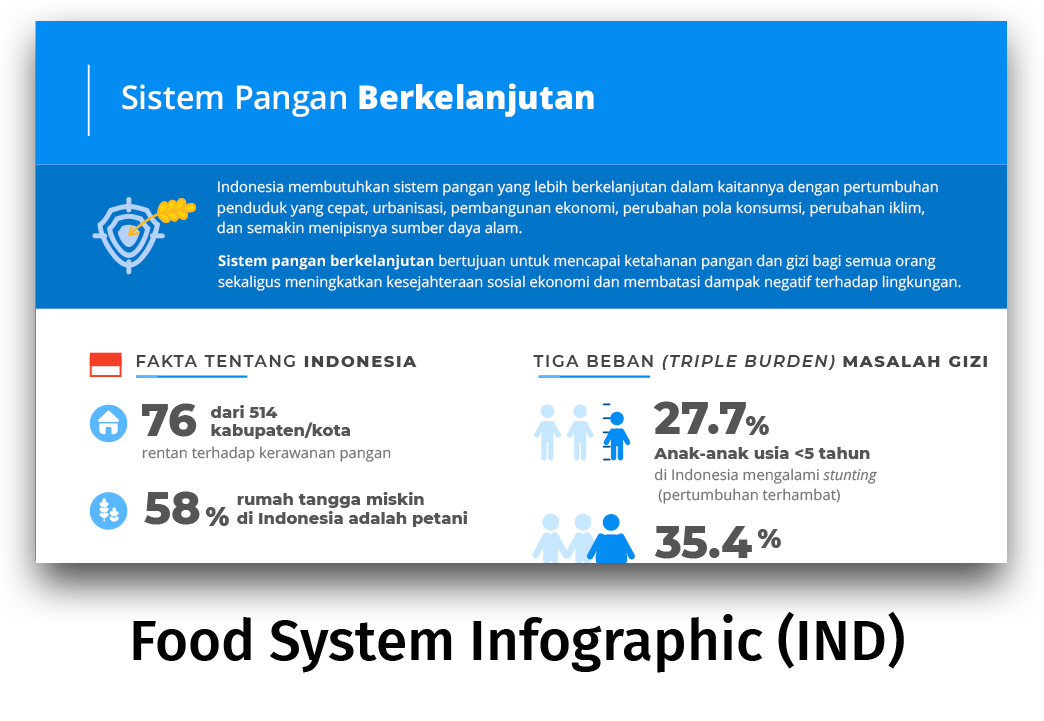 Sistem Pangan Berkelanjutan
Indonesia membutuhkan sistem pangan yang lebih berkelanjutan dalam kaitannya dengan pertumbuhan
penduduk yang cepat, urbanisasi, pembangunan ekonomi, perubahan pola konsumsi, perubahan iklim,
dan semakin menipisnya sumber daya alam.
Sistem pangan berkelanjutan bertujuan untuk mencapai ketahanan pangan dan gizi bagi semua orang
sekaligus meningkatkan kesejahteraan sosial ekonomi dan membatasi dampak negatif terhadap lingkungan.
FAKTA TENTANG INDONESIA
76 dari 514
kabupaten/kota
rentan terhadap kerawanan pangan
58 % rumah tangga miskin
di Indonesia adalah petani
TIGA BEBAN (TRIPLE BURDEN) MASALAH GIZI
27.7%
Anak-anak usia <5 tahun
di Indonesia mengalami stunting
(pertumbuhan terhambat)
35.4 %
Food System Infographic (IND)